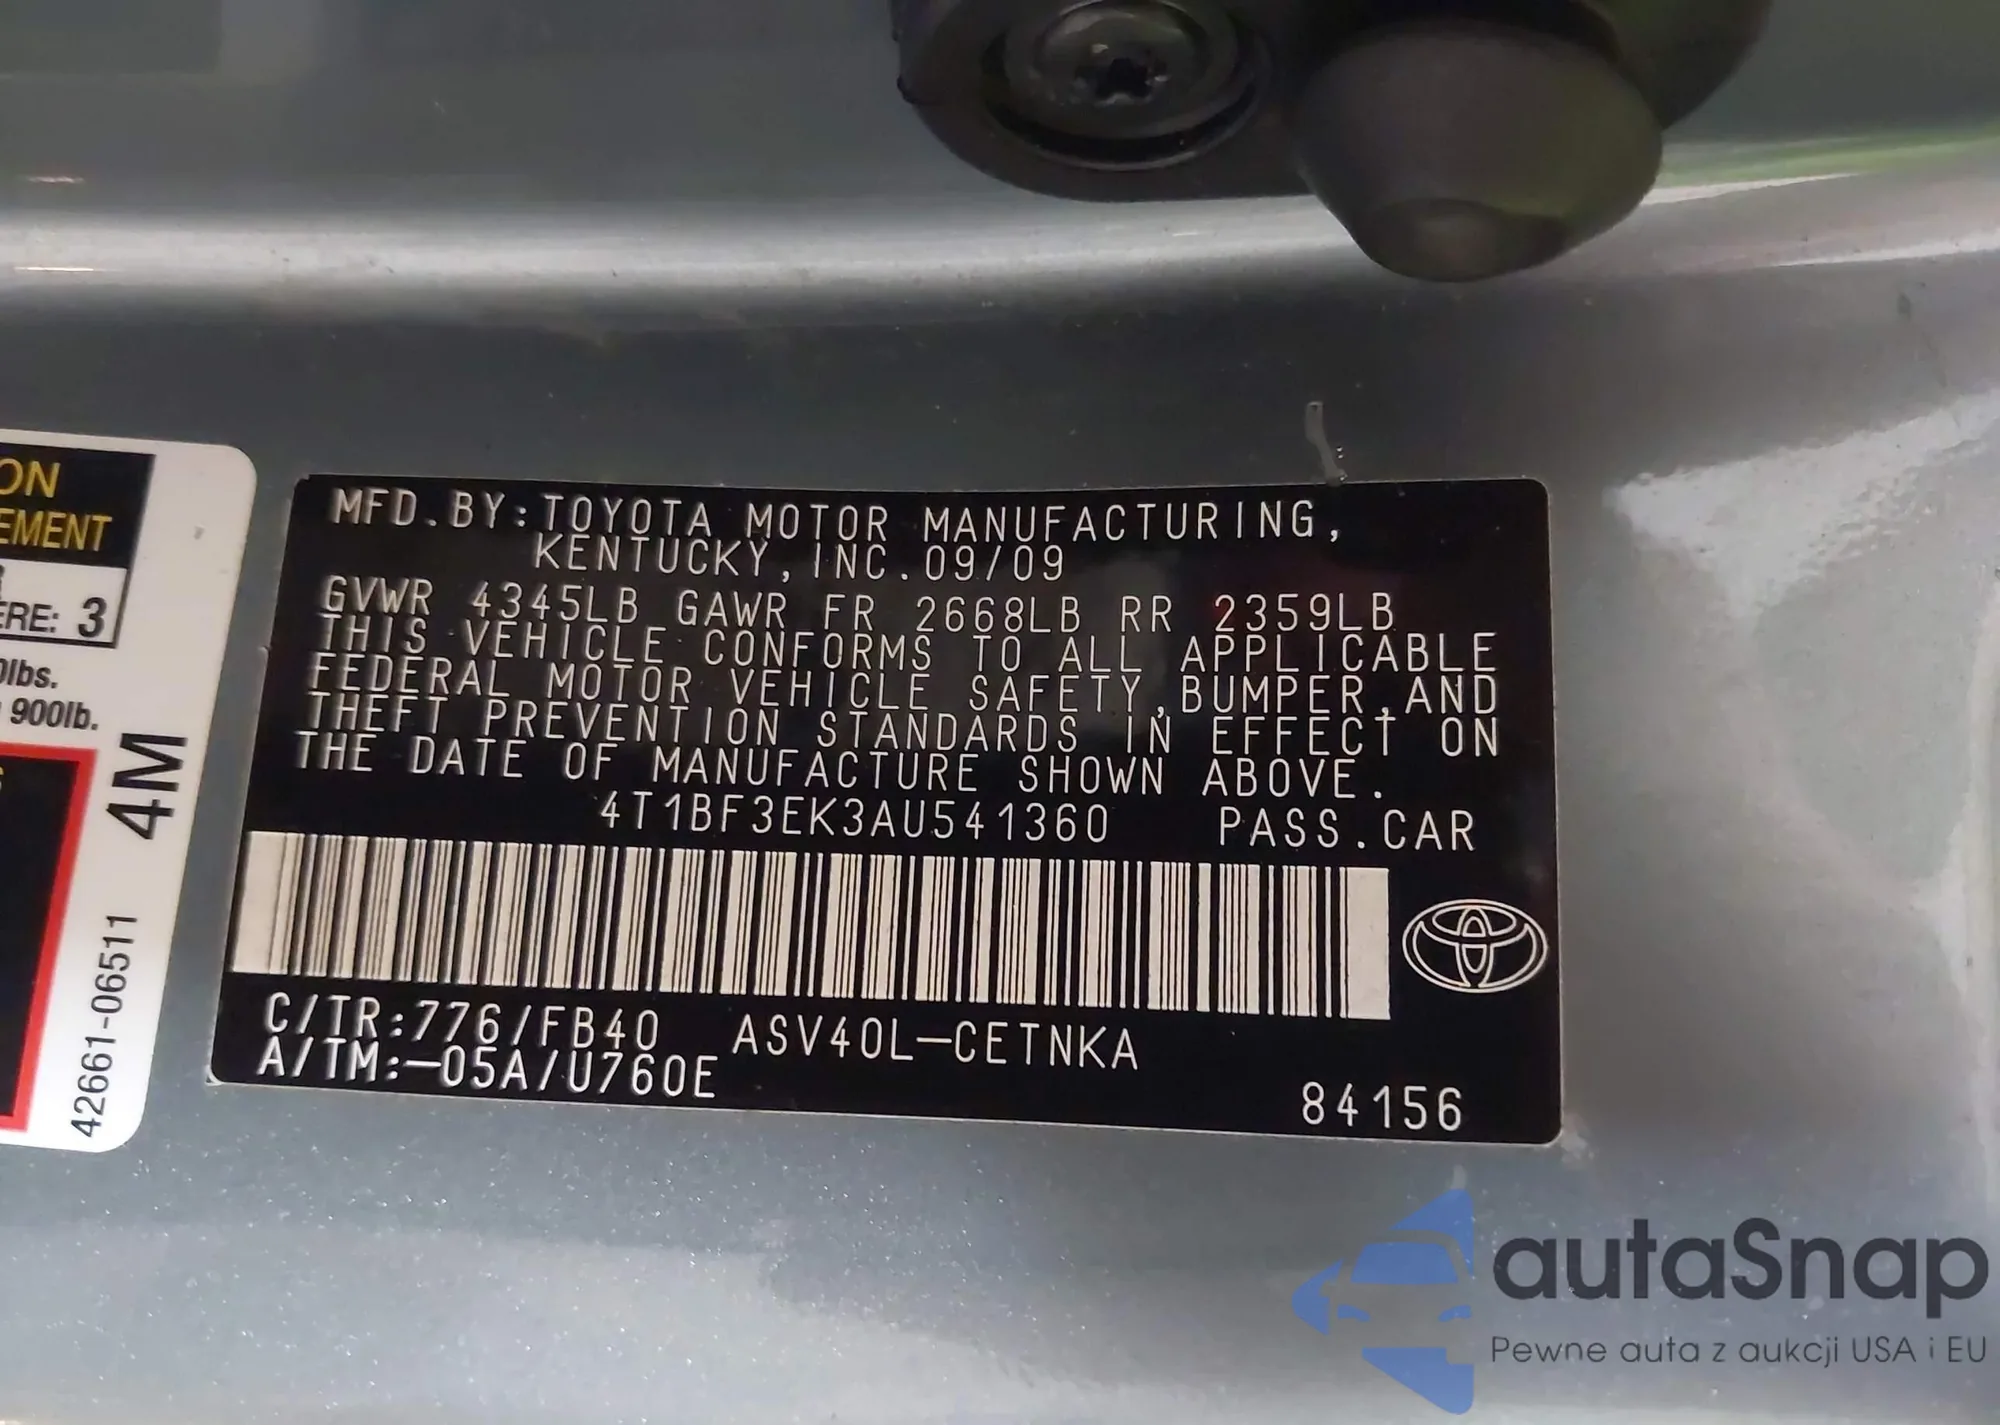 ON
EMENT
ERE: 3
0lbs.
900lb.
4M
42661-06511
MFD.BY:TOYOTA MOTOR MANUFACTURING,
KENTUCKY,INC.09/09
GVWR 4345LB GAWR FR 2668LB RR 2359LB
THIS VEHICLE CONFORMS TO ALL APPLICABLE
FEDERAL MOTOR VEHICLE SAFETY,BUMPER,AND
THEFT PREVENTION STANDARDS IN EFFECT ON
THE DATE OF MANUFACTURE SHOWN ABOVE.
4T1BF3EK3AU541360 PASS.CAR
C/TR:776/FB40 ASV40L-CETNKA
A/TM:-05A/U760E
84156
autaSnap
Pewne auta z aukcji USA i EU